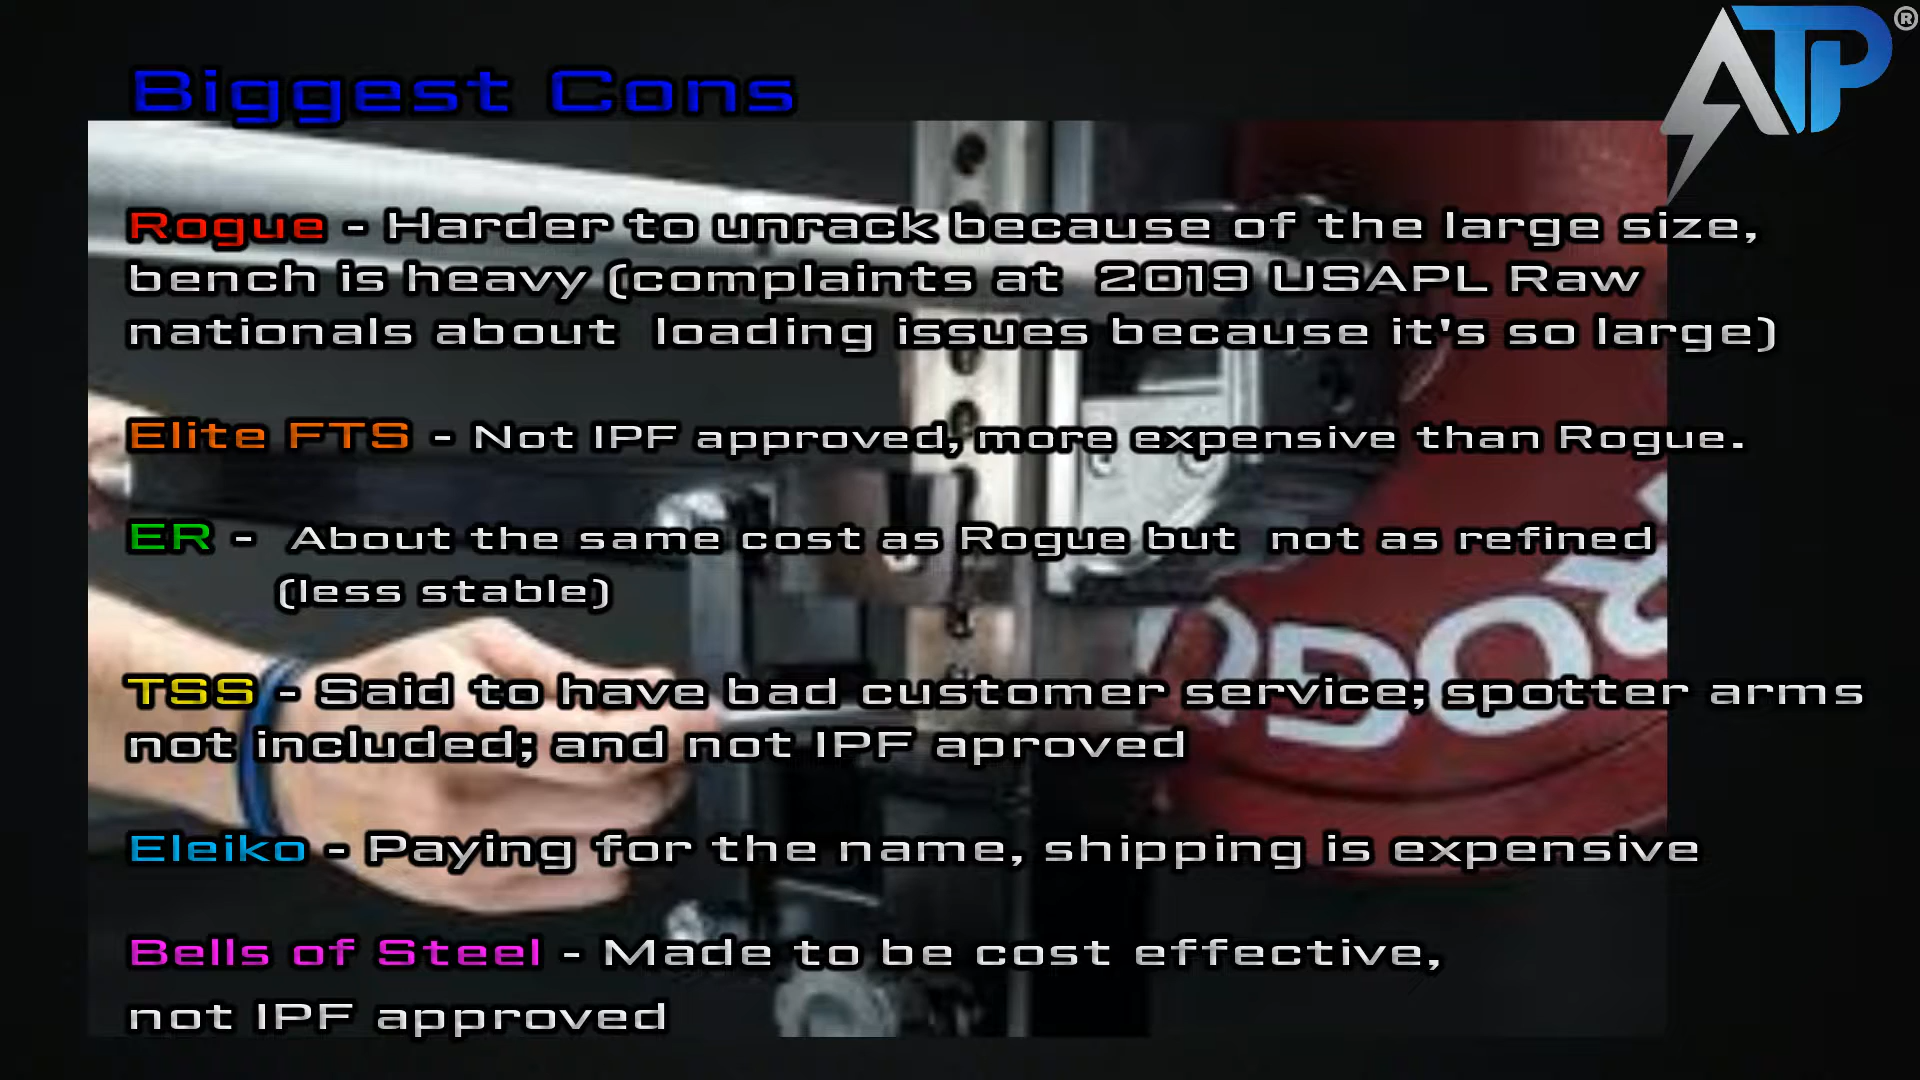 ATP®
Biggest Cons
Rogue - Harder to unrack because of the large size,
bench is heavy (complaints at 2019 USAPL Raw
nationals about loading issues because it's so large)
Elite FTS - Not IPF approved, more expensive than Rogue.
ER - About the same cost as Rogue but not as refined
(less stable)
TSS - Said to have bad customer service; spotter arms
not included; and not IPF aproved
Eleiko - Paying for the name, shipping is expensive
Bells of Steel - Made to be cost effective,
not IPF approved